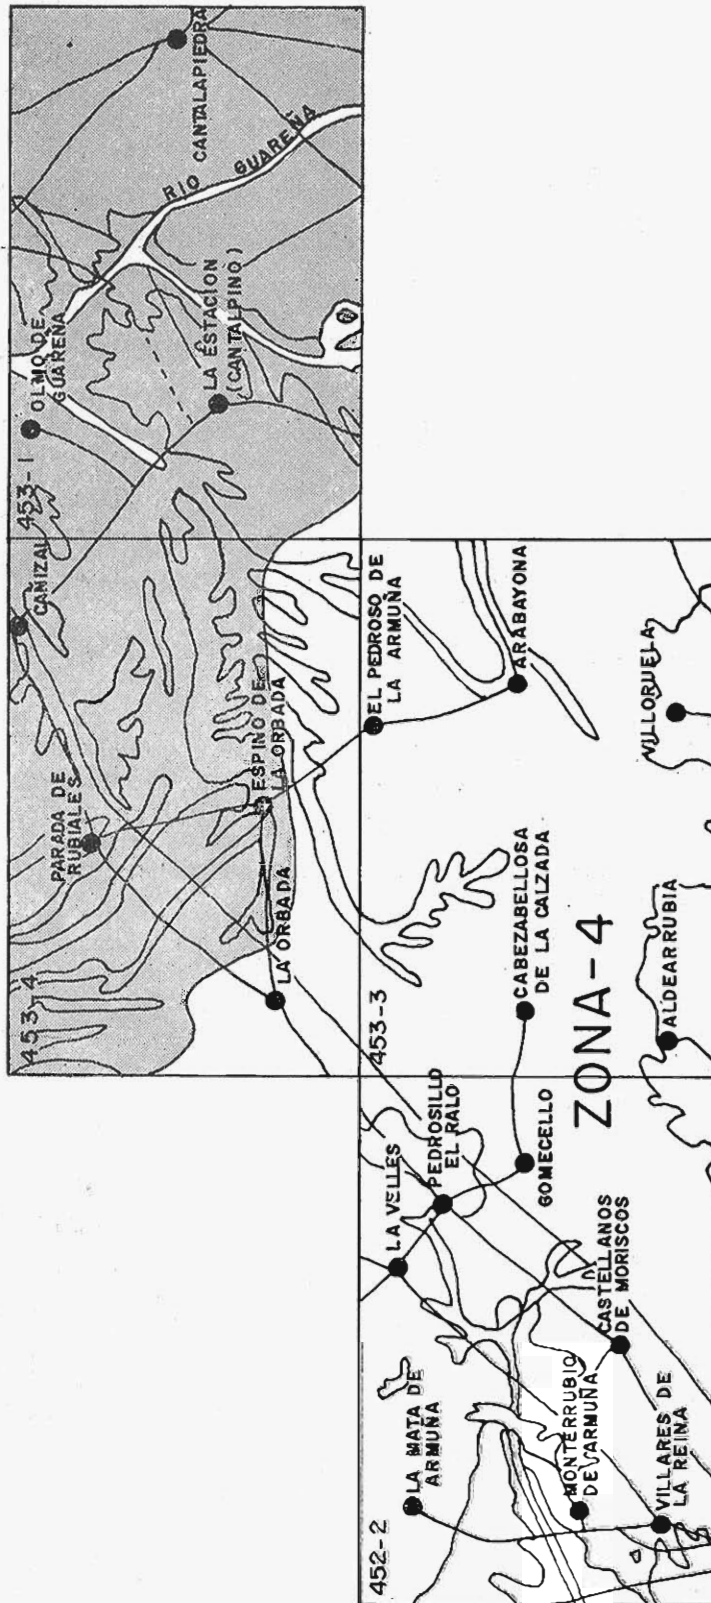 453-4
453-1
CAÑIZAL
OLMO DE
GUAREÑA
RIO GUAREÑA
CANTALAPIEDRA
PARADA DE
RUBIALES
LA ESTACION
(CANTALPINO)
ESPINO DE
LA ORBADA
LA ORBADA
452-2
453-3
LA MATA DE
ARMUÑA
LA VELLES
PEDROSILLO
EL RALO
EL PEDROSO DE
LA ARMUÑA
GOMECELLO
CABEZABELLOSA
DE LA CALZADA
ARABAYONA
MONTERRUBIO
DE ARMUÑA
CASTELLANOS
DE MORISCOS
ZONA-4
VILLARES DE
LA REINA
ALDEARRUBIA
VILLORUELA